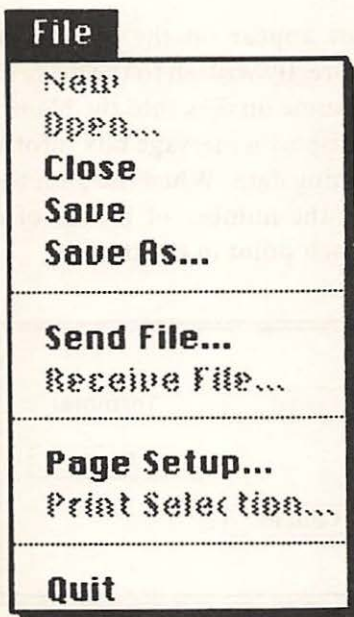 File
New
Open...
Close
Save
Save As...
Send File...
Receive File...
Page Setup...
Print Selection...
Quit